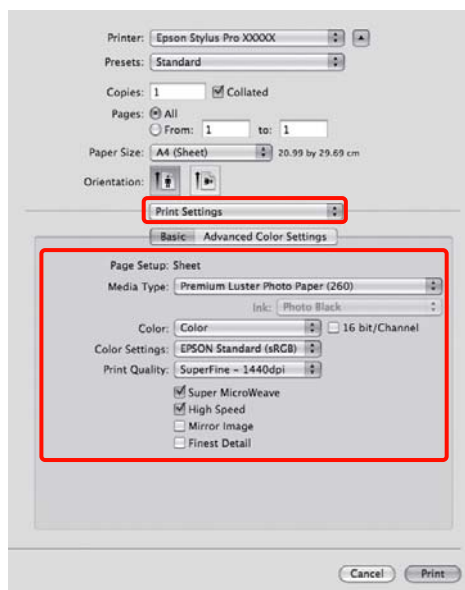 Printer: Epson Stylus Pro XXXXX
Presets: Standard
Copies: 1 Collated
Pages: All
From: 1 to: 1
Paper Size: A4 (Sheet) 20.99 by 29.69 cm
Orientation:
Print Settings
Basic Advanced Color Settings
Page Setup: Sheet
Media Type: Premium Luster Photo Paper (260)
Ink: Photo Black
Color: Color 16 bit/Channel
Color Settings: EPSON Standard (sRGB)
Print Quality: SuperFine – 1440dpi
Super MicroWeave
High Speed
Mirror Image
Finest Detail
Cancel Print